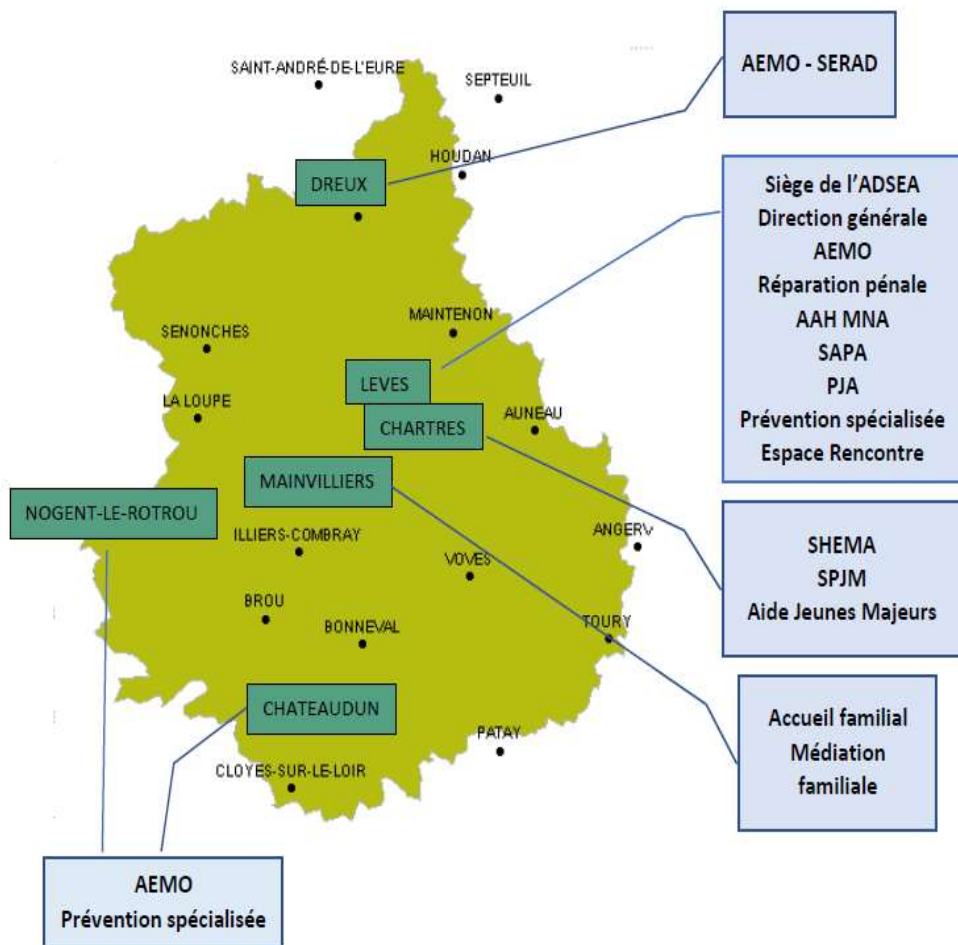 SAINT-ANDRÉ-DE-L'EURE
SEPTEUIL
AEMO - SERAD
HOUDAN
DREUX
Siège de l'ADSEA
Direction générale
AEMO
Réparation pénale
AAH MNA
SAPA
PJA
Prévention spécialisée
Espace Rencontre
MAINTENON
SENONCHES
LEVES
LA LOUPE
CHARTRES
AUNEAU
MAINVILLIERS
NOGENT-LE-ROTROU
ILLIERS-COMBRAY
ANGERV
VOVES
SHEMA
SPJM
Aide Jeunes Majeurs
BROU
BONNEVAL
TOURY
CHATEAUDUN
PATAY
Accueil familial
Médiation
familiale
CLOYES-SUR-LE-LOIR
AEMO
Prévention spécialisée